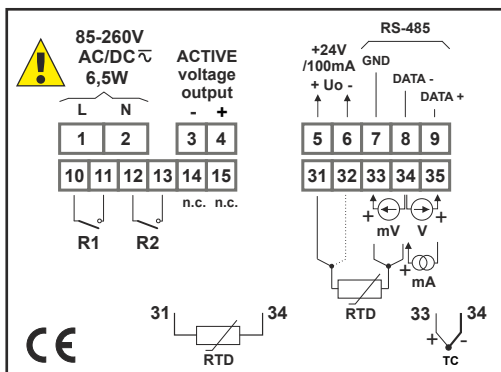 85-260V
AC/DC
6,5W
L N
ACTIVE
voltage
output
- +
+24V
/100mA
+ Uo -
RS-485
GND
DATA -
DATA +
1 2 3 4 5 6 7 8 9
10 11 12 13 14 15 31 32 33 34 35
n.c. n.c.
R1 R2
+ mV V +
+ mA
RTD
31 34
RTD
33 34
+ -
TC
CE